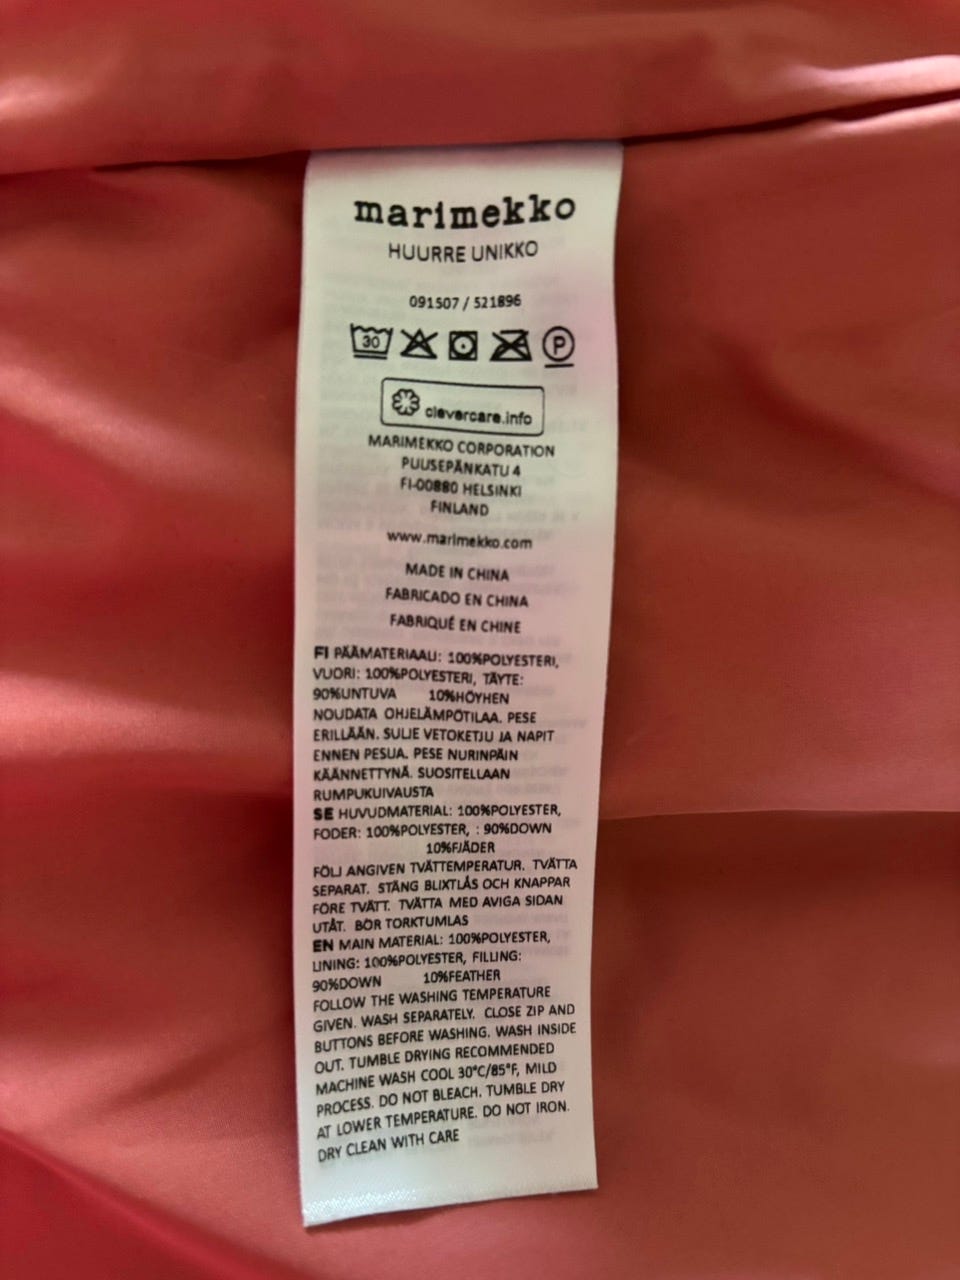 marimekko
HUURRE UNIKKO
091507 / 521896
30 P
clevercare.info
MARIMEKKO CORPORATION
PUUSEPÄNKATU 4
FI-00880 HELSINKI
FINLAND
www.marimekko.com
MADE IN CHINA
FABRICADO EN CHINA
FABRIQUÉ EN CHINE
FI PÄÄMATERIAALI: 100%POLYESTERI,
VUORI: 100%POLYESTERI, TÄYTE:
90%UNTUVA 10%HÖYHEN
NOUDATA OHJELÄMPÖTILAA. PESE
ERILLÄÄN. SULJE VETOKETJU JA NAPIT
ENNEN PESUA. PESE NURINPÄIN
KÄÄNNETTYNÄ. SUOSITELLAAN
RUMPUKUIVAUSTA
SE HUVUDMATERIAL: 100%POLYESTER,
FODER: 100%POLYESTER, : 90%DOWN
10%FJÄDER
FÖLJ ANGIVEN TVÄTTEMPERATUR. TVÄTTA
SEPARAT. STÄNG BLIXTLÅS OCH KNAPPAR
FÖRE TVÄTT. TVÄTTA MED AVIGA SIDAN
UTÅT. BÖR TORKTUMLAS
EN MAIN MATERIAL: 100%POLYESTER,
LINING: 100%POLYESTER, FILLING:
90%DOWN 10%FEATHER
FOLLOW THE WASHING TEMPERATURE
GIVEN. WASH SEPARATELY. CLOSE ZIP AND
BUTTONS BEFORE WASHING. WASH INSIDE
OUT. TUMBLE DRYING RECOMMENDED
MACHINE WASH COOL 30°C/85°F, MILD
PROCESS. DO NOT BLEACH. TUMBLE DRY
AT LOWER TEMPERATURE. DO NOT IRON.
DRY CLEAN WITH CARE